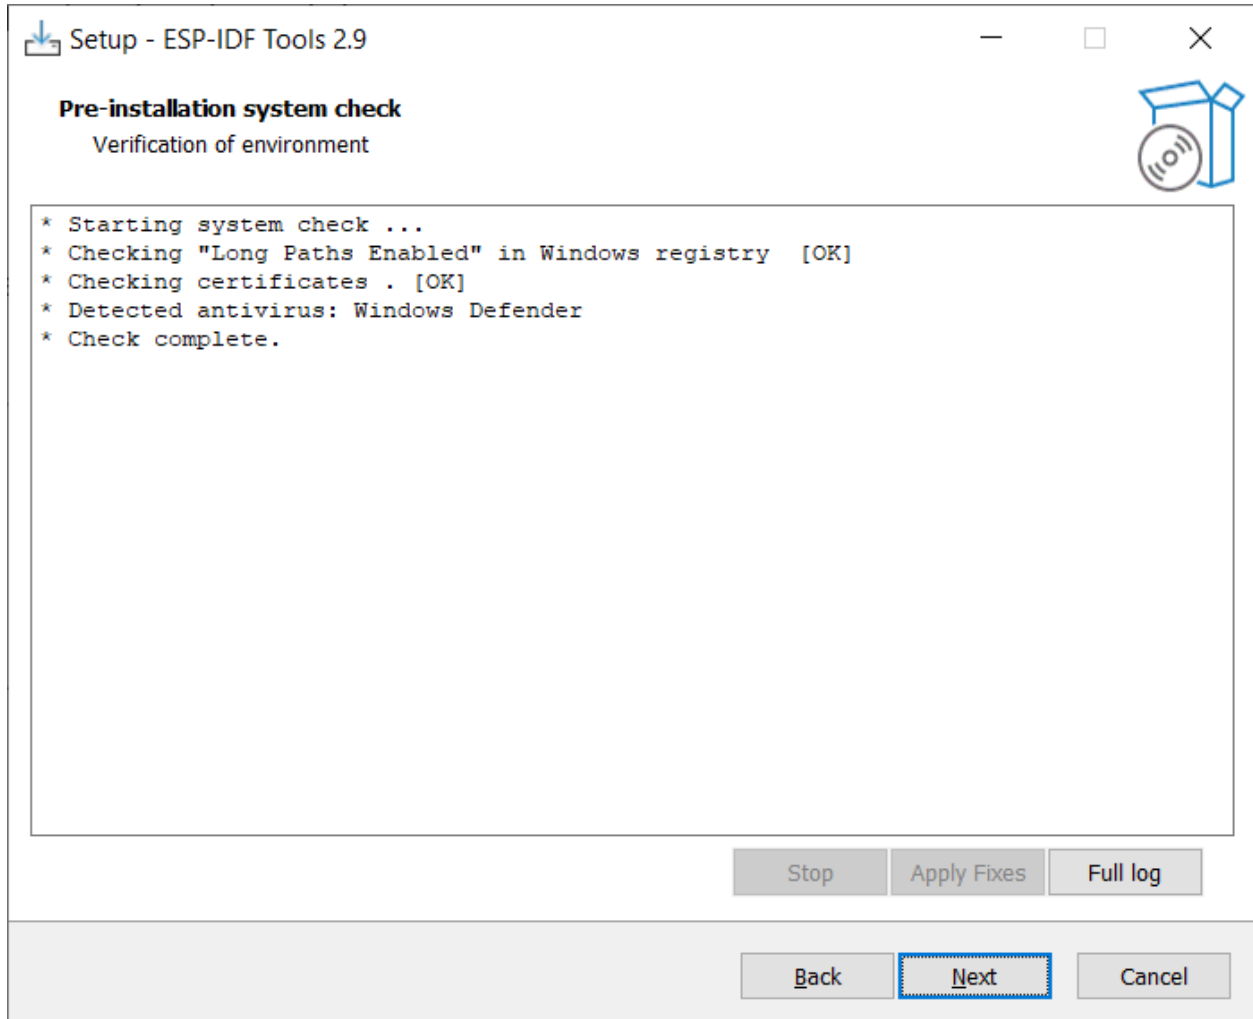 Setup - ESP-IDF Tools 2.9
Pre-installation system check
Verification of environment
* Starting system check ...
* Checking "Long Paths Enabled" in Windows registry  [OK]
* Checking certificates . [OK]
* Detected antivirus: Windows Defender
* Check complete.
Stop Apply Fixes Full log
Back Next Cancel